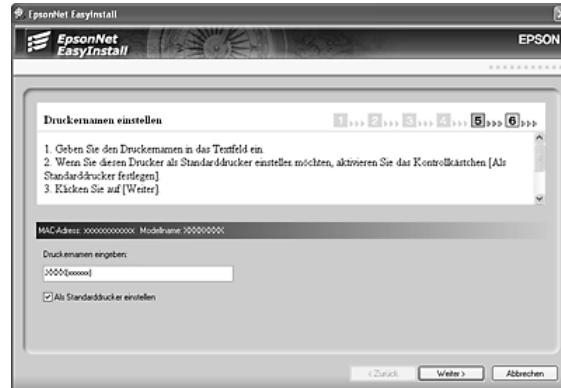 EpsonNet EasyInstall
EpsonNet
EasyInstall
EPSON
Druckernamen einstellen
1 >>> 2 >>> 3 >>> 4 >>> 5 >>> 6 >>>
1. Geben Sie den Druckernamen in das Textfeld ein.
2. Wenn Sie diesen Drucker als Standarddrucker einstellen möchten, aktivieren Sie das Kontrollkästchen [Als
Standarddrucker festlegen].
3. Klicken Sie auf [Weiter].
MAC-Adress: xxxxxxxxxxxx Modellname: XXXXXXXX
Druckernamen eingeben:
XXXX(xxxxxx)
Als Standarddrucker einstellen
< Zurück
Weiter >
Abbrechen